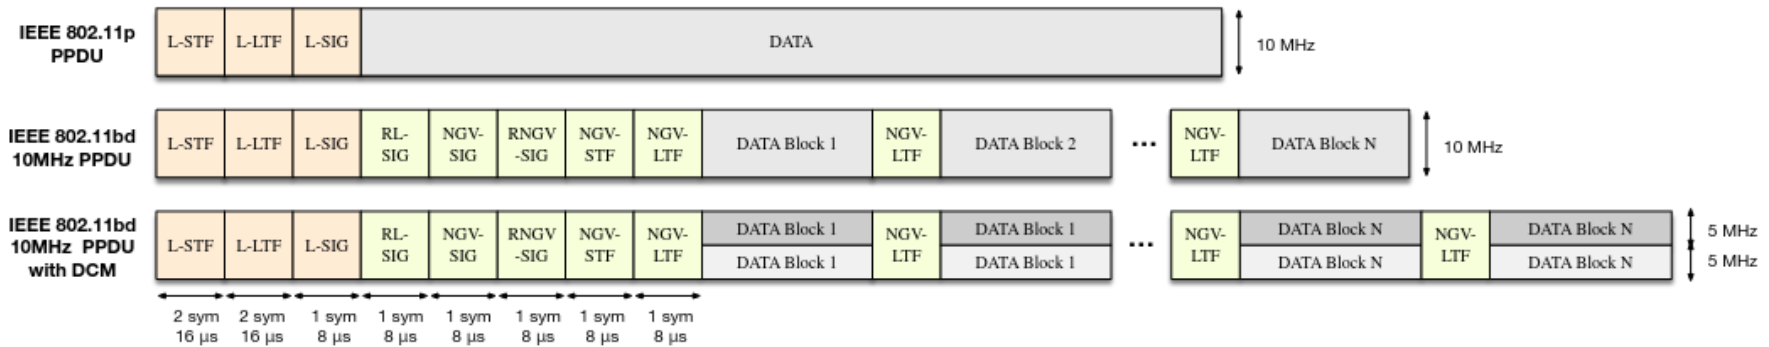 IEEE 802.11p
PPDU
L-STF
L-LTF
L-SIG
DATA
10 MHz
IEEE 802.11bd
10MHz PPDU
L-STF
L-LTF
L-SIG
RL-
SIG
NGV-
SIG
RNGV
-SIG
NGV-
STF
NGV-
LTF
DATA Block 1
NGV-
LTF
DATA Block 2
...
NGV-
LTF
DATA Block N
10 MHz
IEEE 802.11bd
10MHz PPDU
with DCM
L-STF
L-LTF
L-SIG
RL-
SIG
NGV-
SIG
RNGV
-SIG
NGV-
STF
NGV-
LTF
DATA Block 1
DATA Block 1
NGV-
LTF
DATA Block 1
DATA Block 1
...
NGV-
LTF
DATA Block N
DATA Block N
NGV-
LTF
DATA Block N
DATA Block N
5 MHz
5 MHz
2 sym
16 μs
2 sym
16 μs
1 sym
8 μs
1 sym
8 μs
1 sym
8 μs
1 sym
8 μs
1 sym
8 μs
1 sym
8 μs